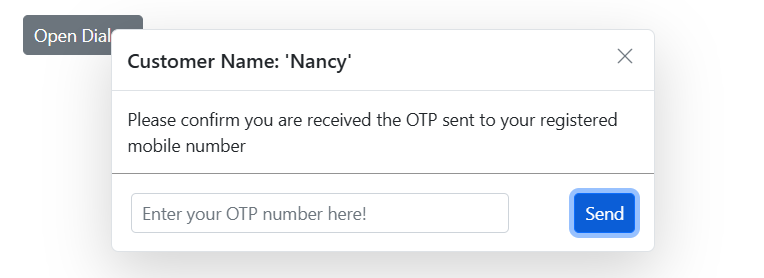 Open Dial
Customer Name: 'Nancy'
Please confirm you are received the OTP sent to your registered
mobile number
Enter your OTP number here!
Send